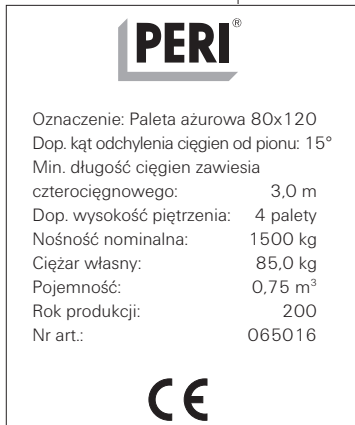 PERI®
Oznaczenie: Paleta ażurowa 80x120
Dop. kąt odchylenia cięgien od pionu: 15°
Min. długość cięgien zawiesia
czterocięgnowego: 3,0 m
Dop. wysokość piętrzenia: 4 palety
Nośność nominalna: 1500 kg
Ciężar własny: 85,0 kg
Pojemność: 0,75 m³
Rok produkcji: 200
Nr art.: 065016
CE